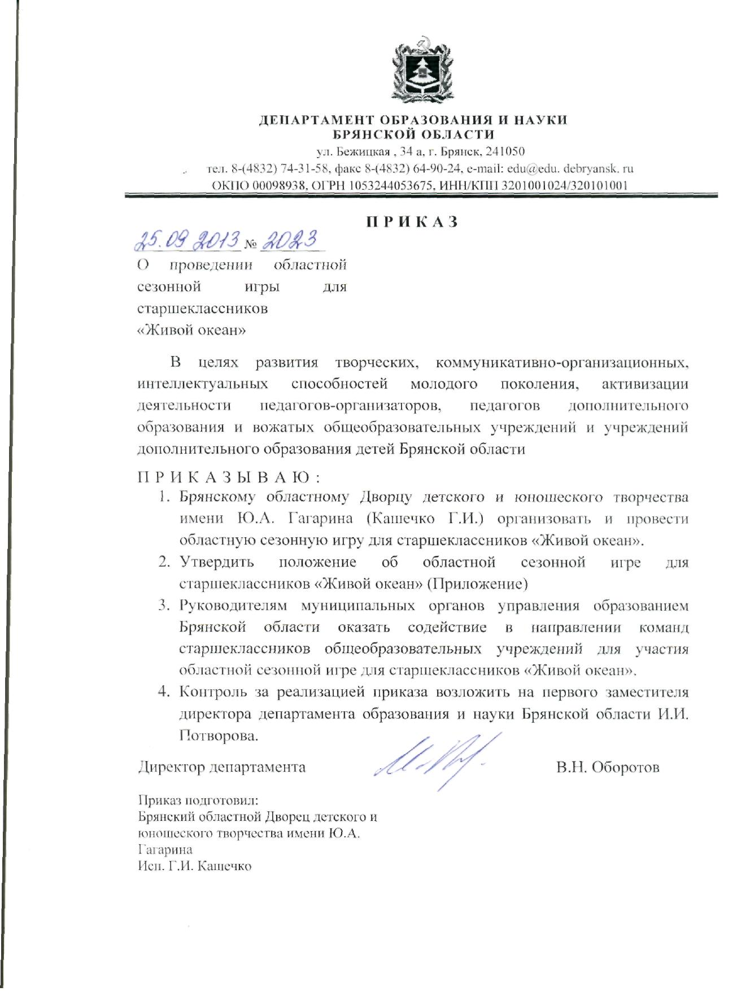 ДЕПАРТАМЕНТ ОБРАЗОВАНИЯ И НАУКИ
БРЯНСКОЙ ОБЛАСТИ
ул. Бежицкая , 34 а, г. Брянск, 241050
тел. 8-(4832) 74-31-58, факс 8-(4832) 64-90-24, e-mail: edu@edu. debryansk. ru
ОКПО 00098938, ОГРН 1053244053675, ИНН/КПП 3201001024/320101001
П Р И К А З
25.09 2013 № 2023
О проведении областной
сезонной игры для
старшеклассников
«Живой океан»
В целях развития творческих, коммуникативно-организационных,
интеллектуальных способностей молодого поколения, активизации
деятельности педагогов-организаторов, педагогов дополнительного
образования и вожатых общеобразовательных учреждений и учреждений
дополнительного образования детей Брянской области
П Р И К А З Ы В А Ю :
1. Брянскому областному Дворцу детского и юношеского творчества
имени Ю.А. Гагарина (Кашечко Г.И.) организовать и провести
областную сезонную игру для старшеклассников «Живой океан».
2. Утвердить положение об областной сезонной игре для
старшеклассников «Живой океан» (Приложение)
3. Руководителям муниципальных органов управления образованием
Брянской области оказать содействие в направлении команд
старшеклассников общеобразовательных учреждений для участия
областной сезонной игре для старшеклассников «Живой океан».
4. Контроль за реализацией приказа возложить на первого заместителя
директора департамента образования и науки Брянской области И.И.
Потворова.
Директор департамента В.Н. Оборотов
Приказ подготовил:
Брянский областной Дворец детского и
юношеского творчества имени Ю.А.
Гагарина
Исп. Г.И. Кашечко